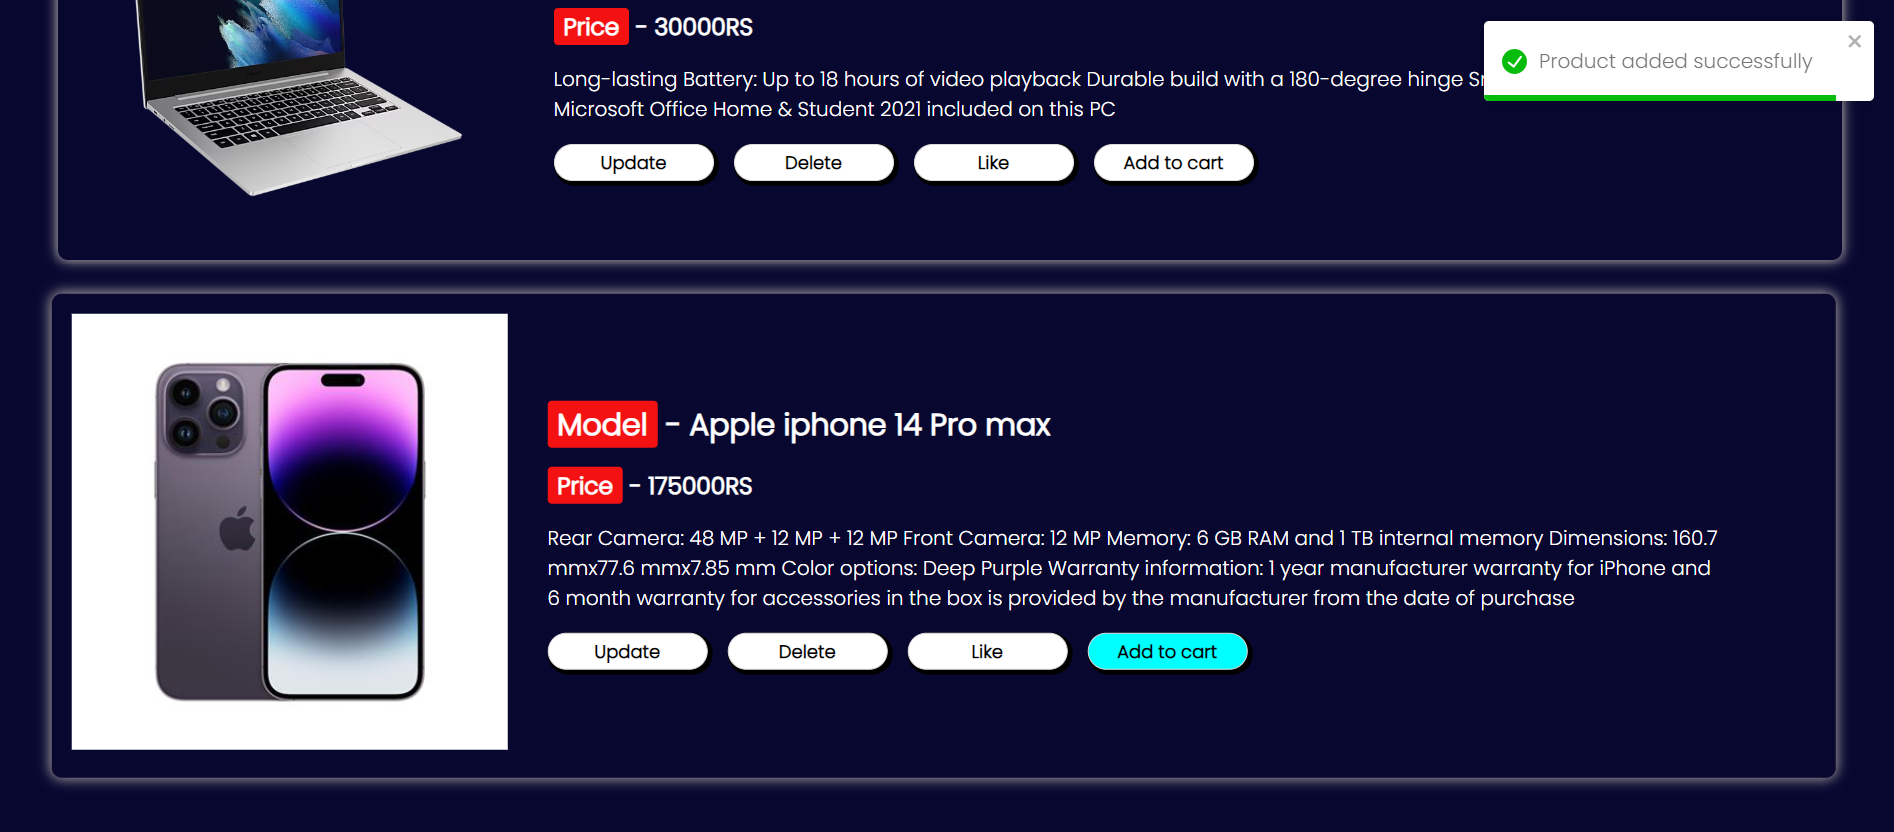 Price - 30000RS
Product added successfully
Long-lasting Battery: Up to 18 hours of video playback Durable build with a 180-degree hinge
Microsoft Office Home & Student 2021 included on this PC
Update Delete Like Add to cart
Model - Apple iphone 14 Pro max
Price - 175000RS
Rear Camera: 48 MP + 12 MP + 12 MP Front Camera: 12 MP Memory: 6 GB RAM and 1 TB internal memory Dimensions: 160.7
mmx77.6 mmx7.85 mm Color options: Deep Purple Warranty information: 1 year manufacturer warranty for iPhone and
6 month warranty for accessories in the box is provided by the manufacturer from the date of purchase
Update Delete Like Add to cart